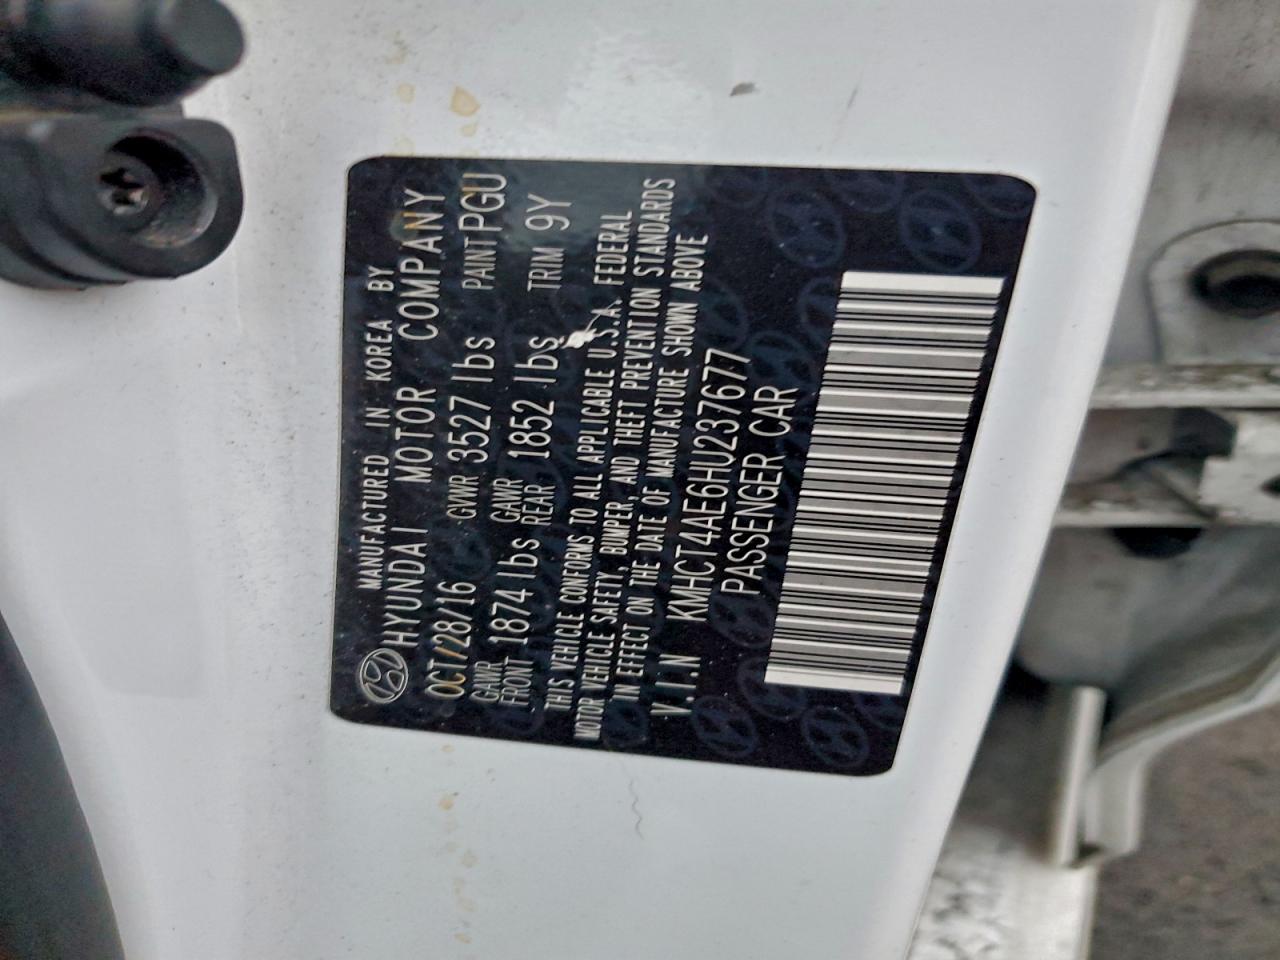 MANUFACTURED IN KOREA BY
HYUNDAI MOTOR COMPANY
OCT/28/16 GVWR 3527 lbs PAINT PGU
GAWR FRONT 1874 lbs GAWR REAR 1852 lbs TRIM 9Y
THIS VEHICLE CONFORMS TO ALL APPLICABLE U.S.A. FEDERAL
MOTOR VEHICLE SAFETY, BUMPER, AND THEFT PREVENTION STANDARDS
IN EFFECT ON THE DATE OF MANUFACTURE SHOWN ABOVE
V.I.N KMHCT4AE6HU237677
PASSENGER CAR